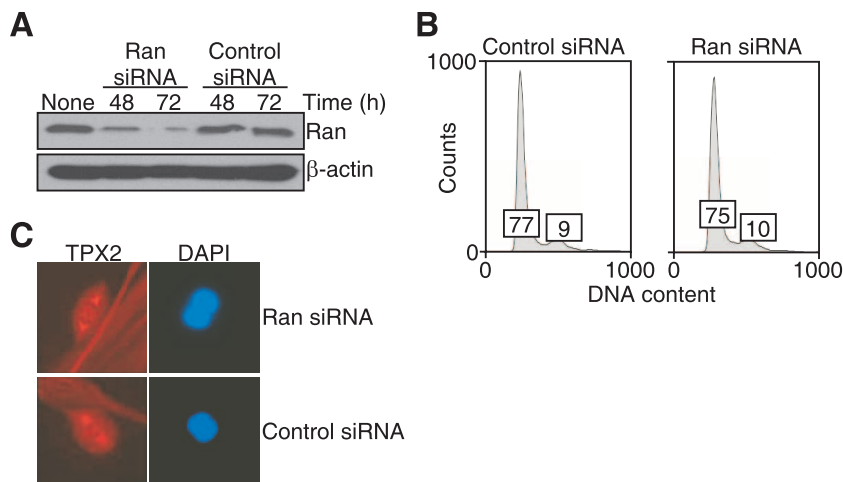 A
Ran
siRNA
Control
siRNA
None 48 72 48 72 Time (h)
Ran
β-actin
B
Control siRNA
Ran siRNA
1000
Counts
0
77
9
75
10
0
1000
0
1000
DNA content
C
TPX2
DAPI
Ran siRNA
Control siRNA